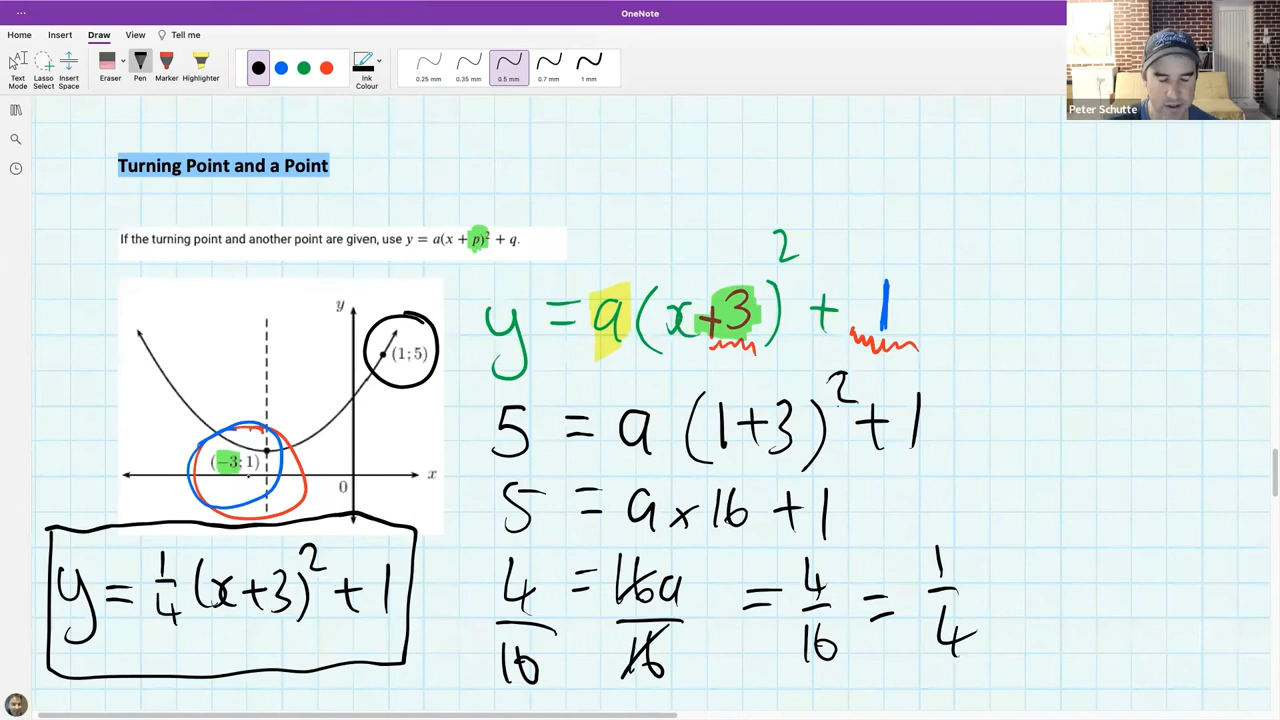 OneNote
Home Insert Draw View Tell me
Text Mode
Lasso Select
Insert Space
Eraser
Pen
Marker
Highlighter
Ink Colour
0.25 mm
0.35 mm
0.5 mm
0.7 mm
1 mm
Peter Schutte
Turning Point and a Point
If the turning point and another point are given, use y = a(x + p)² + q.
y
(1; 5)
(−3; 1)
0
x
y = a(x+3)² + 1
5 = a(1+3)² + 1
5 = a × 16 + 1
4/16 = 16a/16 = 4/16 = 1/4
y = 1/4 (x+3)² + 1